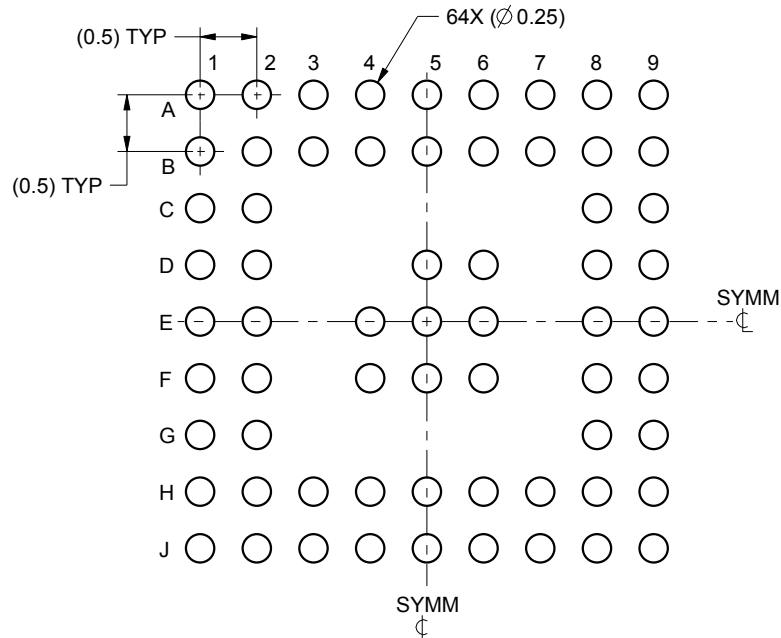 64X (∅ 0.25)
(0.5) TYP
1 2 3 4 5 6 7 8 9
A
B
(0.5) TYP
C
D
E
SYMM
℄
F
G
H
J
SYMM
℄